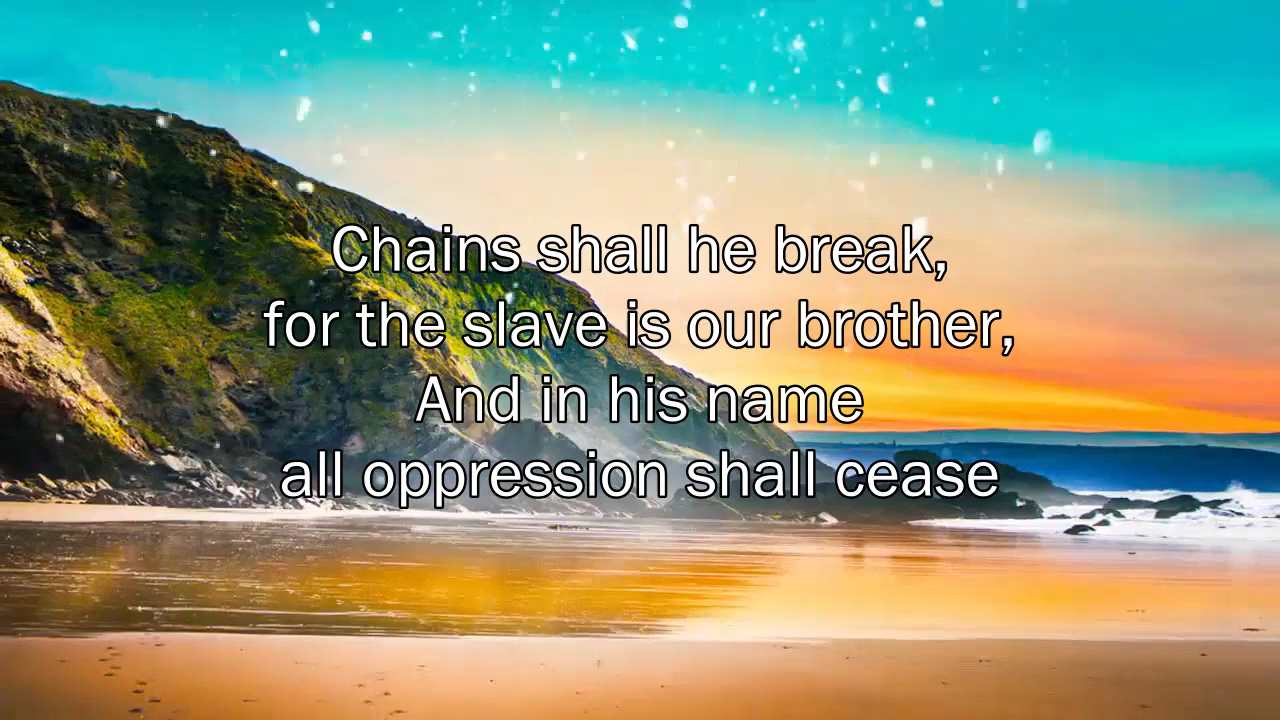 Chains shall he break,
for the slave is our brother,
And in his name
all oppression shall cease